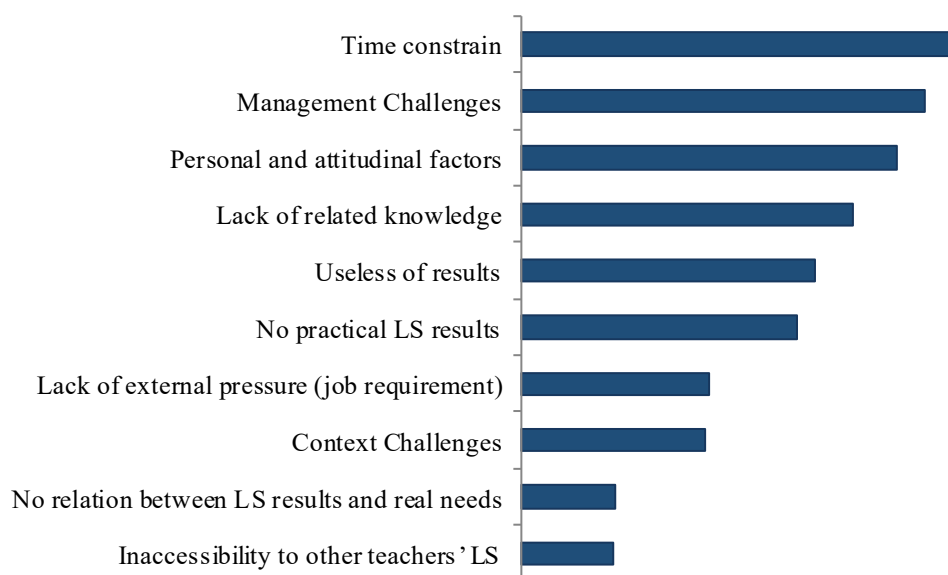 Time constrain
Management Challenges
Personal and attitudinal factors
Lack of related knowledge
Useless of results
No practical LS results
Lack of external pressure (job requirement)
Context Challenges
No relation between LS results and real needs
Inaccessibility to other teachers’ LS